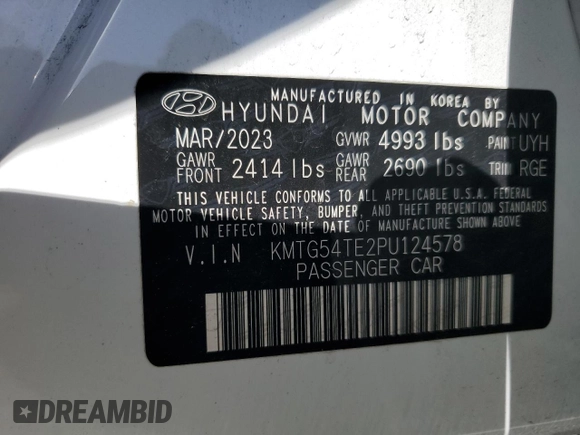 MANUFACTURED IN KOREA BY
HYUNDAI MOTOR COMPANY
MAR/2023 GVWR 4993 lbs PAINT UYH
GAWR FRONT 2414 lbs GAWR REAR 2690 lbs TRIM RGE
THIS VEHICLE CONFORMS TO ALL APPLICABLE U.S.A. FEDERAL
MOTOR VEHICLE SAFETY, BUMPER, AND THEFT PREVENTION STANDARDS
IN EFFECT ON THE DATE OF MANUFACTURE SHOWN ABOVE.
V.I.N KMTG54TE2PU124578
PASSENGER CAR
DREAMBID